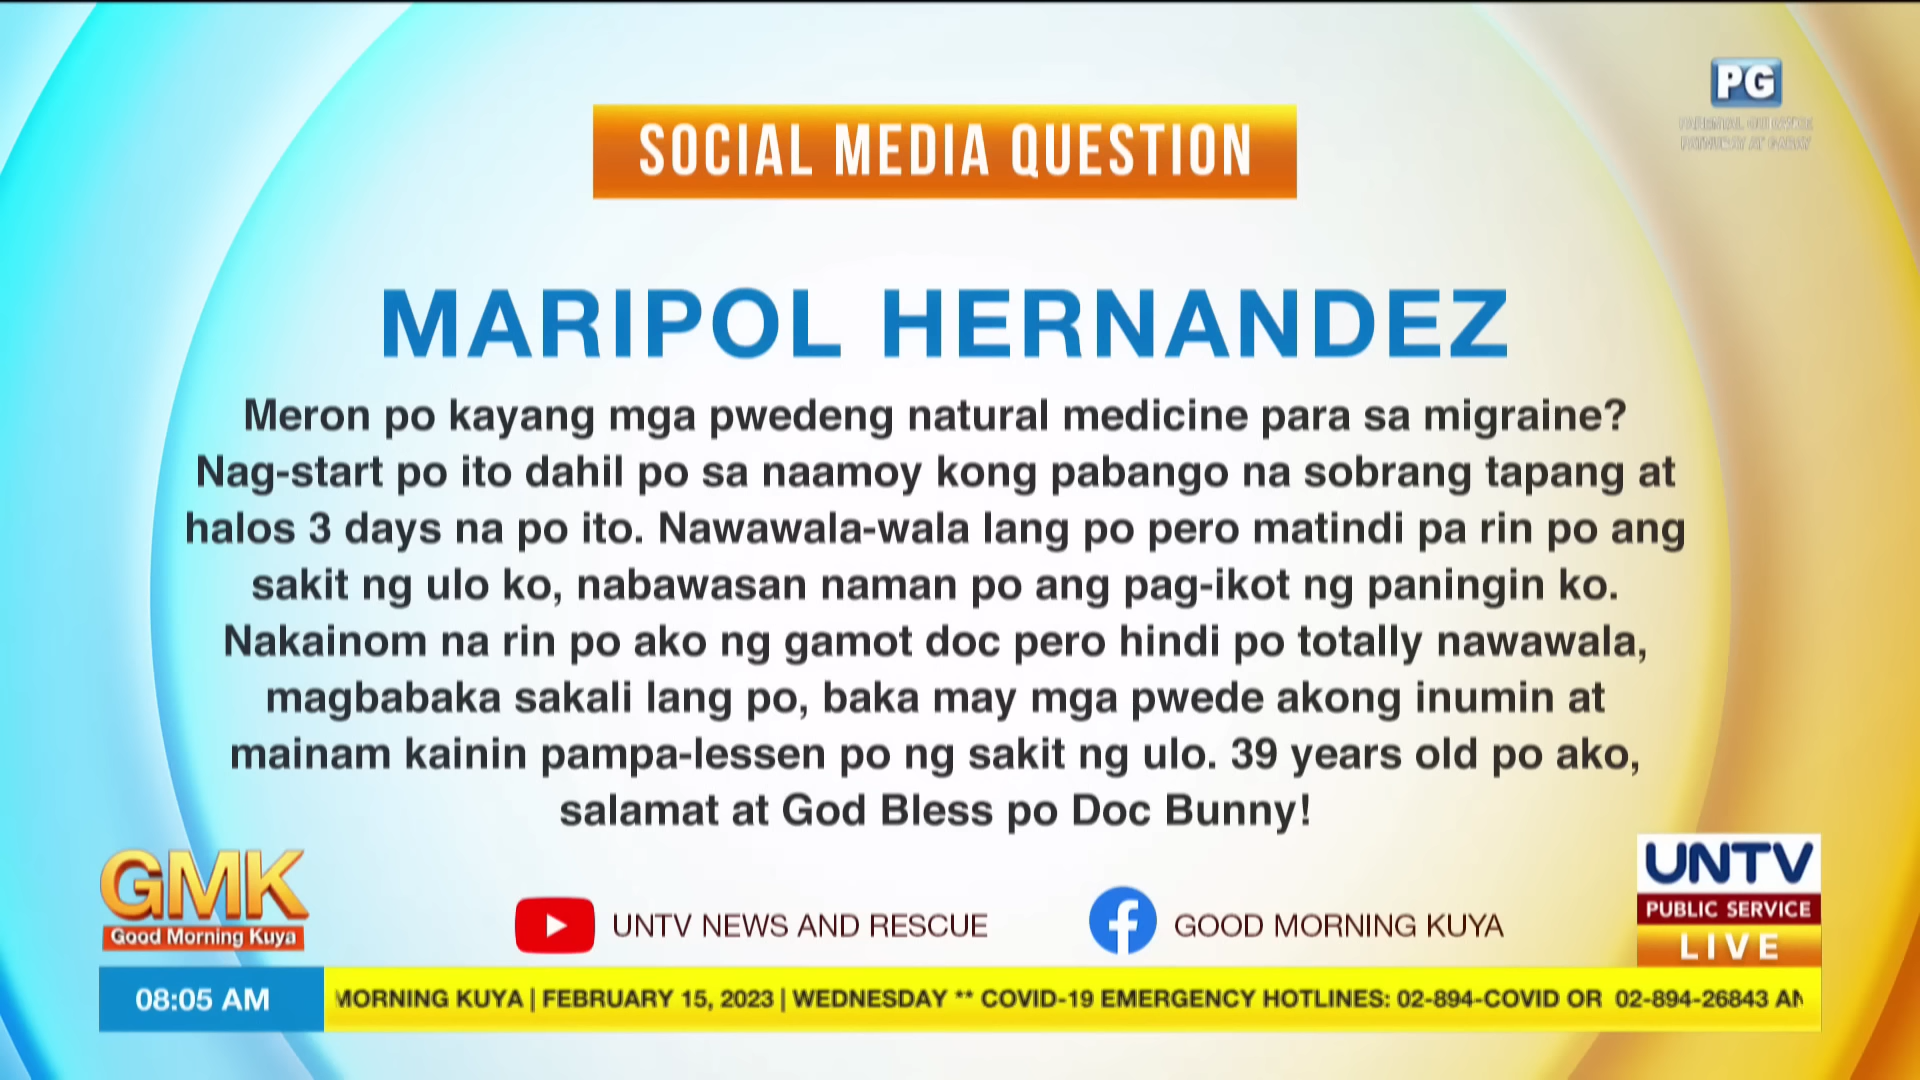 PG
PARENTAL GUIDANCE
PATNUBAY AT GABAY
SOCIAL MEDIA QUESTION
MARIPOL HERNANDEZ
Meron po kayang mga pwedeng natural medicine para sa migraine?
Nag-start po ito dahil po sa naamoy kong pabango na sobrang tapang at
halos 3 days na po ito. Nawawala-wala lang po pero matindi pa rin po ang
sakit ng ulo ko, nabawasan naman po ang pag-ikot ng paningin ko.
Nakainom na rin po ako ng gamot doc pero hindi po totally nawawala,
magbabaka sakali lang po, baka may mga pwede akong inumin at
mainam kainin pampa-lessen po ng sakit ng ulo. 39 years old po ako,
salamat at God Bless po Doc Bunny!
GMK
Good Morning Kuya
UNTV NEWS AND RESCUE
GOOD MORNING KUYA
UNTV
PUBLIC SERVICE
LIVE
08:05 AM
MORNING KUYA | FEBRUARY 15, 2023 | WEDNESDAY ** COVID-19 EMERGENCY HOTLINES: 02-894-COVID OR 02-894-26843